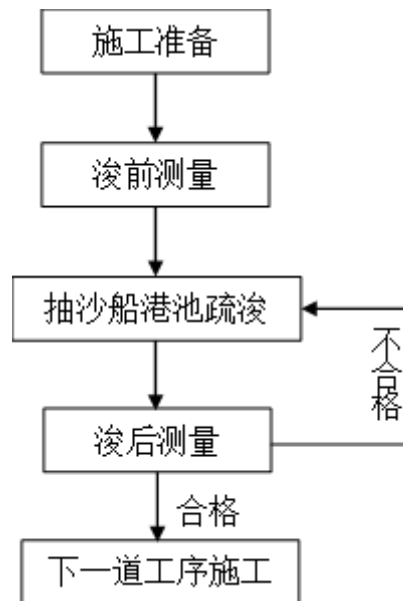 施工准备
浚前测量
抽沙船港池疏浚
不合格
浚后测量
合格
下一道工序施工